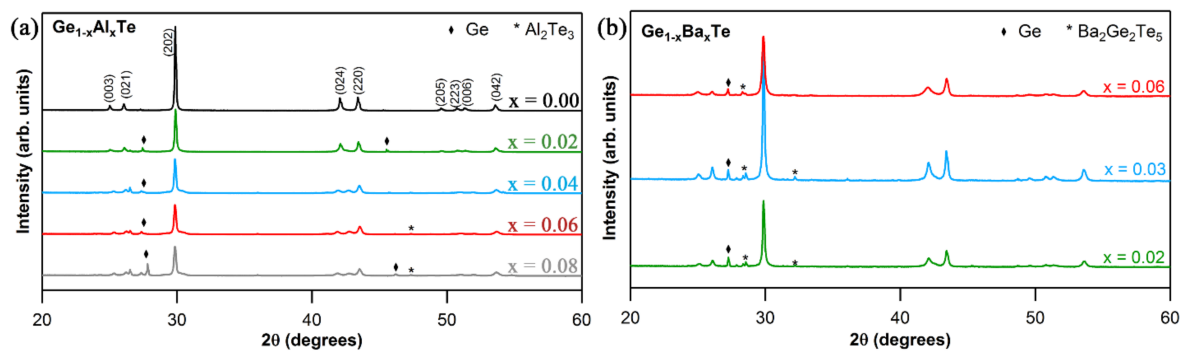 (a)
Ge1-xAlxTe
♦ Ge * Al2Te3
(003)
(021)
(202)
(024)
(220)
(205)
(223)
(006)
(042)
x = 0.00
x = 0.02
x = 0.04
x = 0.06
x = 0.08
Intensity (arb. units)
20 30 40 50 60
2θ (degrees)
(b)
Ge1-xBaxTe
♦ Ge * Ba2Ge2Te5
x = 0.06
x = 0.03
x = 0.02
Intensity (arb. units)
20 30 40 50 60
2θ (degrees)